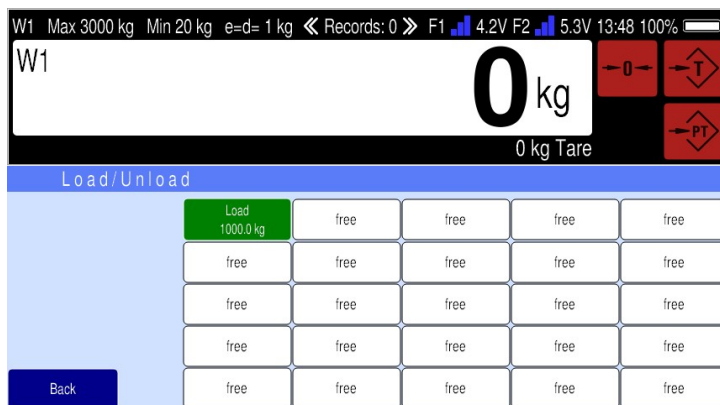 W1 Max 3000 kg Min 20 kg e=d= 1 kg « Records: 0 » F1 4.2V F2 5.3V 13:48 100%
W1
0 kg
→0←
→T
→PT
0 kg Tare
Load/Unload
Load
1000.0 kg
free free free free
free free free free free
free free free free free
free free free free free
Back
free free free free free